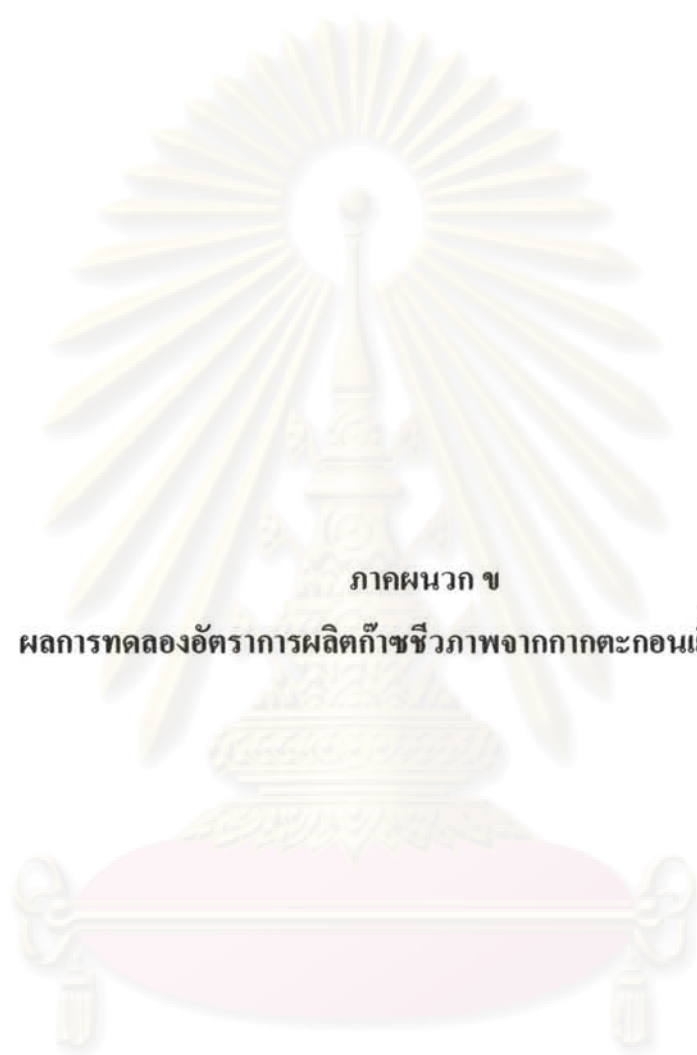 ภาคผนวก ข
ผลการทดลองอัตราการผลิตก๊าซชีวภาพจากกากตะกอน